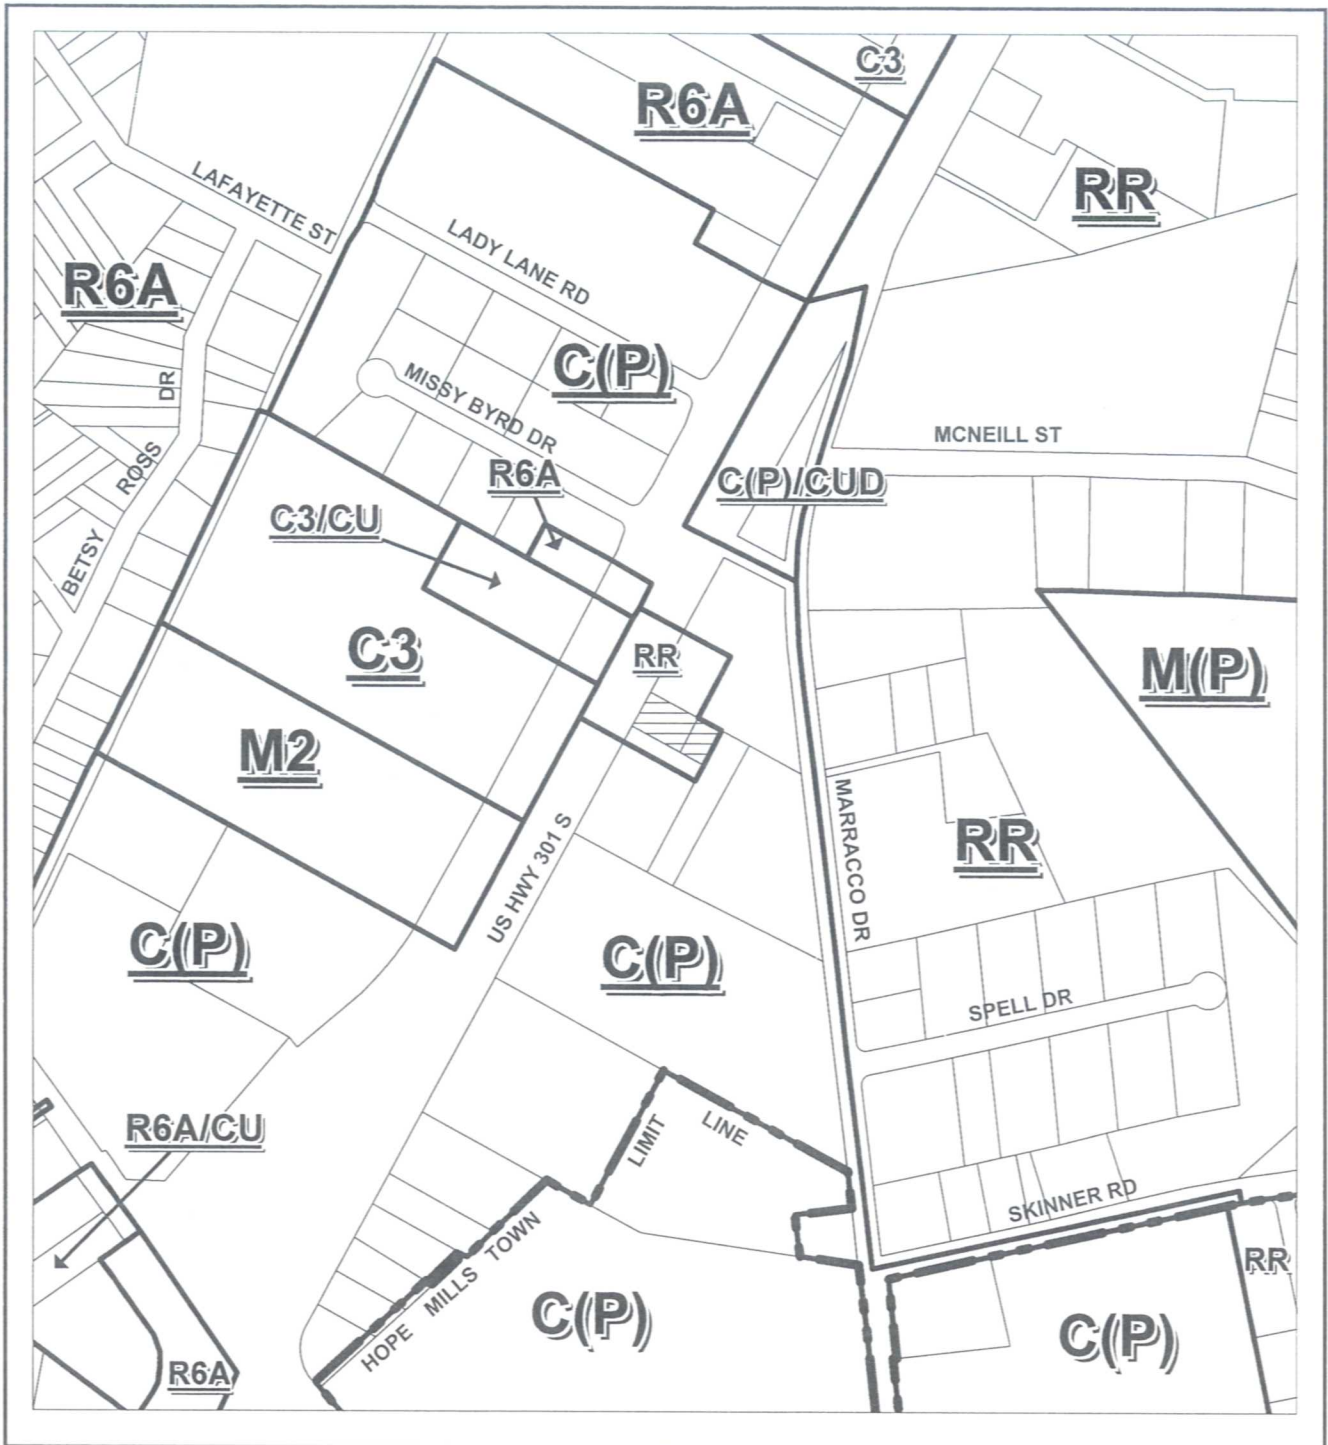 C3
R6A
RR
LAFAYETTE ST
LADY LANE RD
R6A
C(P)
DR
MISSY BYRD DR
MCNEILL ST
ROSS
R6A
C(P)/CUD
C3/CU
BETSY
C3
RR
M(P)
M2
MARRACCO DR
US HWY 301 S
RR
C(P)
C(P)
SPELL DR
R6A/CU
LIMIT
LINE
SKINNER RD
TOWN
MILLS
HOPE
RR
C(P)
C(P)
R6A